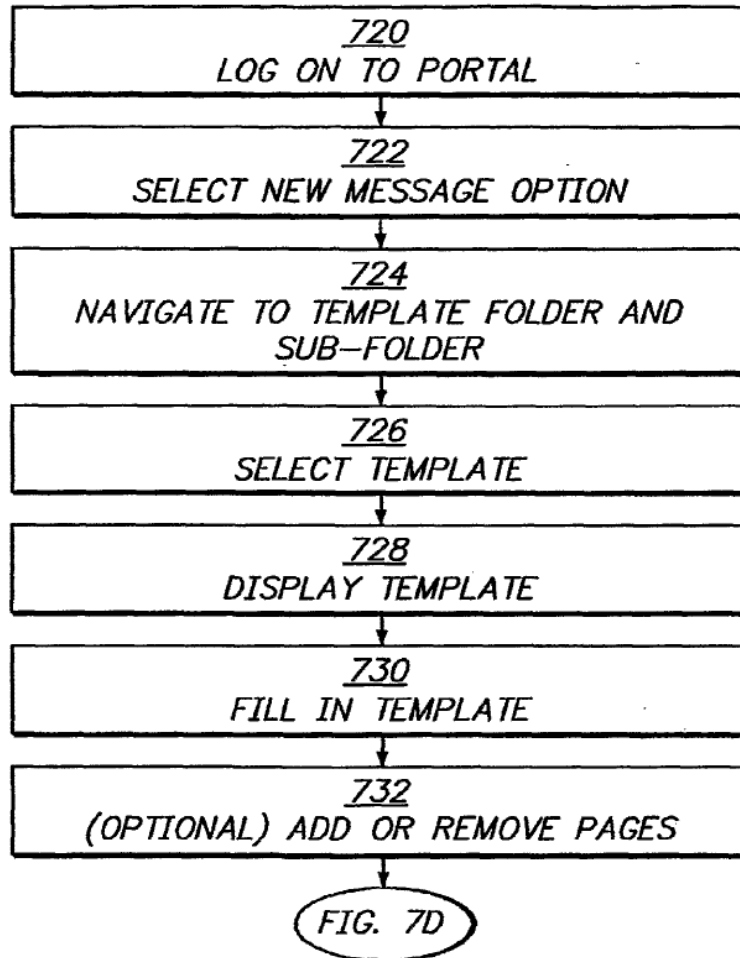 720
LOG ON TO PORTAL
722
SELECT NEW MESSAGE OPTION
724
NAVIGATE TO TEMPLATE FOLDER AND
SUB-FOLDER
726
SELECT TEMPLATE
728
DISPLAY TEMPLATE
730
FILL IN TEMPLATE
732
(OPTIONAL) ADD OR REMOVE PAGES
FIG. 7D